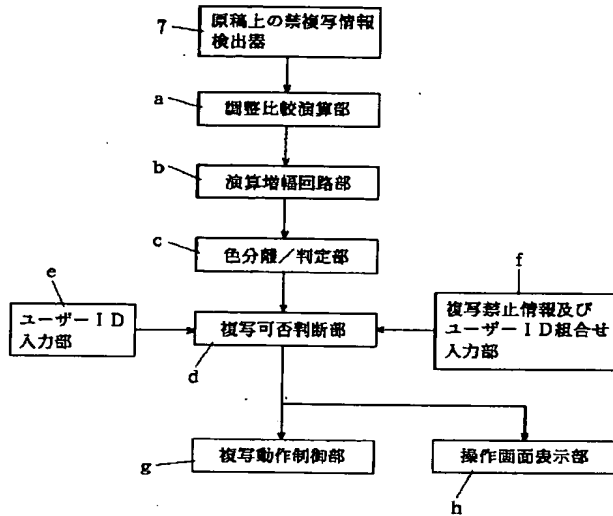 7
原稿上の禁複写情報
検出器
a
調整比較演算部
b
演算増幅回路部
c
色分離／判定部
e
ユーザーＩＤ
入力部
複写可否判断部
d
f
複写禁止情報及び
ユーザーＩＤ組合せ
入力部
複写動作制御部
g
操作画面表示部
h